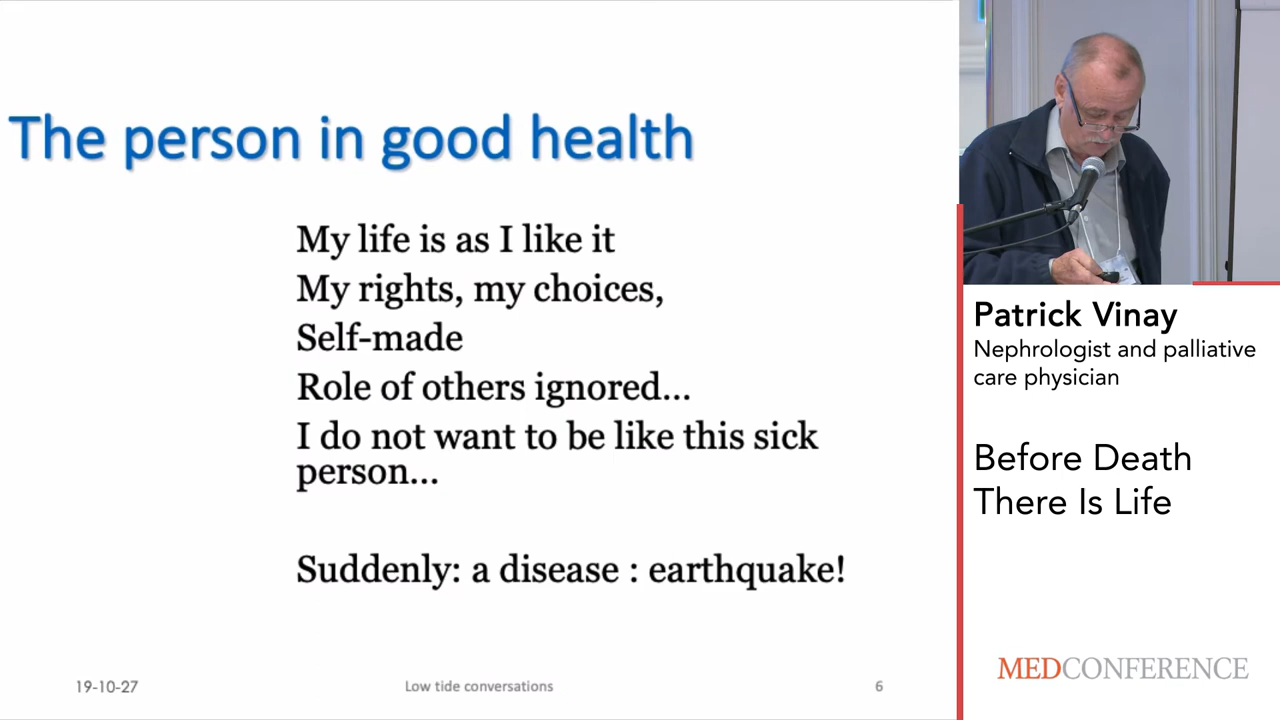 The person in good health
My life is as I like it
My rights, my choices,
Self-made
Role of others ignored...
I do not want to be like this sick
person...
Suddenly: a disease : earthquake!
19-10-27
Low tide conversations
6
Patrick Vinay
Nephrologist and palliative
care physician
Before Death
There Is Life
MEDCONFERENCE